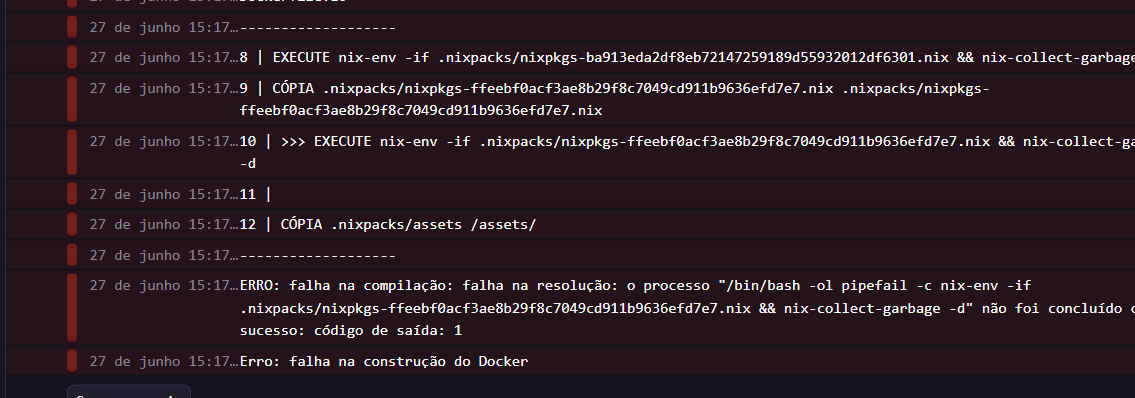 27 de junho 15:17…-------------------
27 de junho 15:17…8 | EXECUTE nix-env -if .nixpacks/nixpkgs-ba913eda2df8eb72147259189d55932012df6301.nix && nix-collect-garbage
27 de junho 15:17…9 | CÓPIA .nixpacks/nixpkgs-ffeebf0acf3ae8b29f8c7049cd911b9636efd7e7.nix .nixpacks/nixpkgs-
ffeebf0acf3ae8b29f8c7049cd911b9636efd7e7.nix
27 de junho 15:17…10 | >>> EXECUTE nix-env -if .nixpacks/nixpkgs-ffeebf0acf3ae8b29f8c7049cd911b9636efd7e7.nix && nix-collect-ga
-d
27 de junho 15:17…11 |
27 de junho 15:17…12 | CÓPIA .nixpacks/assets /assets/
27 de junho 15:17…-------------------
27 de junho 15:17…ERRO: falha na compilação: falha na resolução: o processo "/bin/bash -ol pipefail -c nix-env -if
.nixpacks/nixpkgs-ffeebf0acf3ae8b29f8c7049cd911b9636efd7e7.nix && nix-collect-garbage -d" não foi concluído
sucesso: código de saída: 1
27 de junho 15:17…Erro: falha na construção do Docker